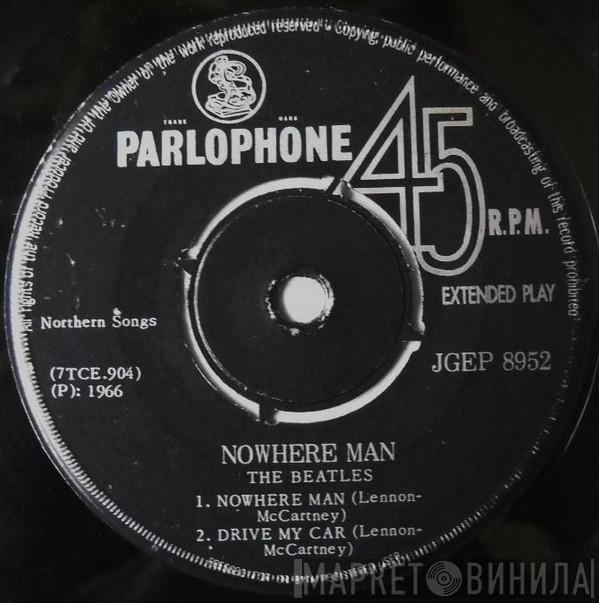 All rights of the Record Producer and of the Owner of the work reproduced reserved • Copying, public performance and broadcasting of this record prohibited
TRADE MARK
PARLOPHONE
45
R.P.M.
EXTENDED PLAY
Northern Songs
JGEP 8952
(7TCE.904)
(P): 1966
NOWHERE MAN
THE BEATLES
1. NOWHERE MAN (Lennon-
McCartney)
2. DRIVE MY CAR (Lennon-
McCartney)
МАРКЕТ ВИНИЛА